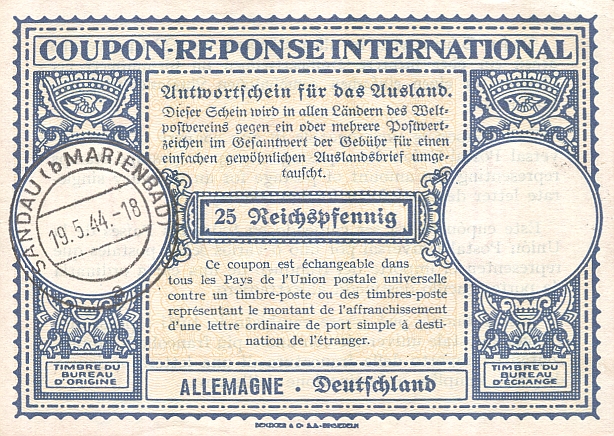 COUPON-REPONSE INTERNATIONAL
Antwortschein für das Ausland.
Dieser Schein wird in allen Ländern des Welt-
postvereins gegen ein oder mehrere Postwert-
zeichen im Gesamtwert der Gebühr für einen
einfachen gewöhnlichen Auslandsbrief umge-
tauscht.
SANDAU (b MARIENBAD)
19.5.44.-18
25 Reichspfennig
Ce coupon est échangeable dans
tous les Pays de l'Union postale universelle
contre un timbre-poste ou des timbres-poste
représentant le montant de l'affranchissement
d'une lettre ordinaire de port simple à desti-
nation de l'étranger.
TIMBRE DU
BUREAU
D'ORIGINE
ALLEMAGNE · Deutschland
TIMBRE DU
BUREAU
D'ÉCHANGE
BENZIGER & Co A.A.-EINSIEDELN